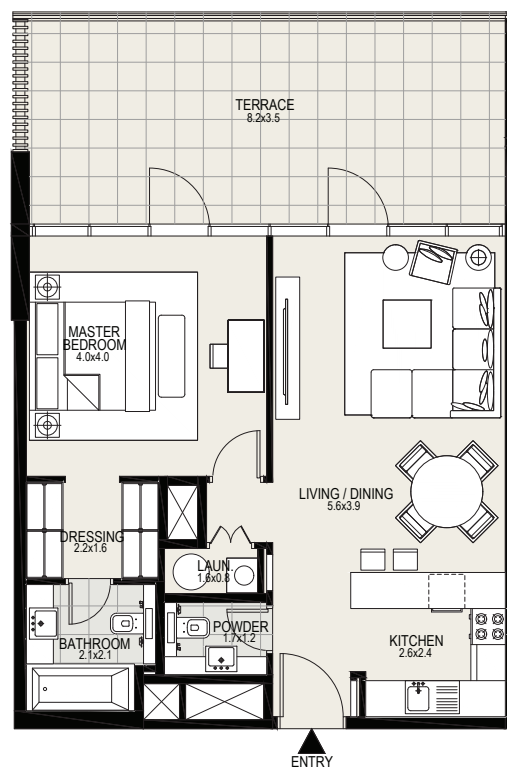 TERRACE
8.2x3.5
MASTER
BEDROOM
4.0x4.0
LIVING / DINING
5.6x3.9
DRESSING
2.2x1.6
LAUN.
1.6x0.8
POWDER
1.7x1.2
BATHROOM
2.1x2.1
KITCHEN
2.6x2.4
ENTRY